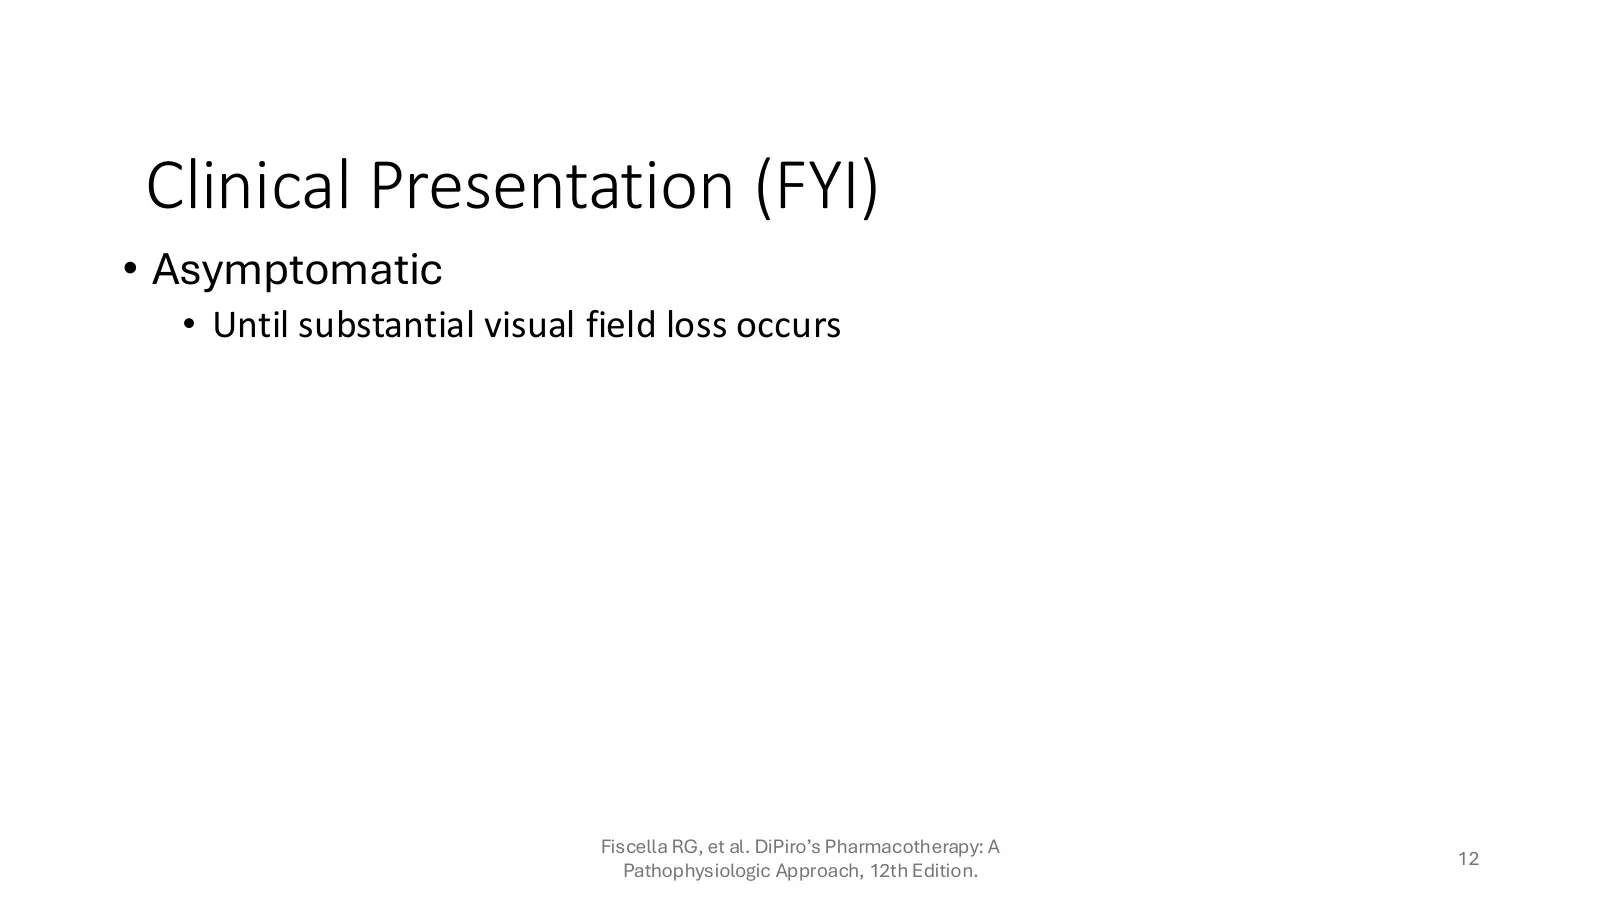 Clinical Presentation (FYI)
• Asymptomatic
• Until substantial visual field loss occurs
Fiscella RG, et al. DiPiro’s Pharmacotherapy: A
Pathophysiologic Approach, 12th Edition.
12